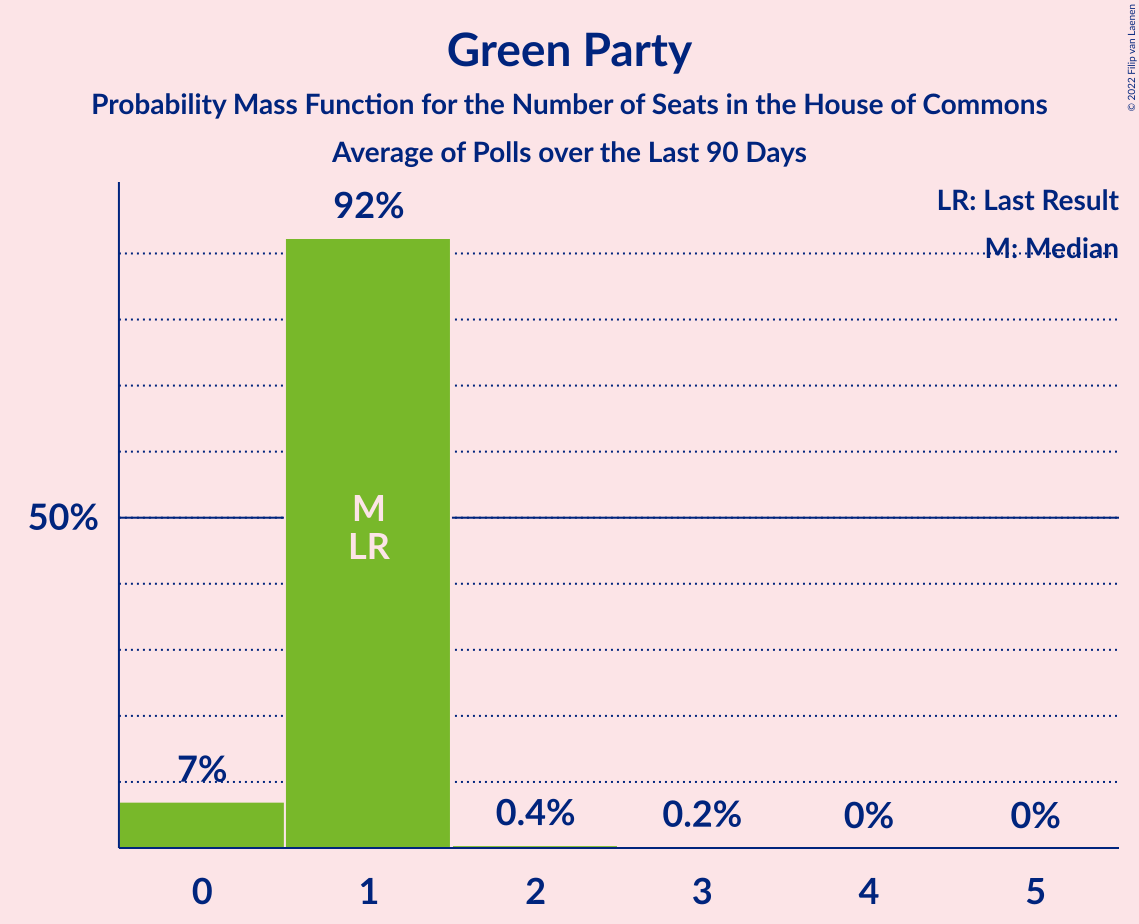 Green Party
Probability Mass Function for the Number of Seats in the House of Commons
Average of Polls over the Last 90 Days
© 2022 Filip van Laenen
LR: Last Result
M: Median
92%
50%
M
LR
7%
0.4%
0.2%
0%
0%
0
1
2
3
4
5